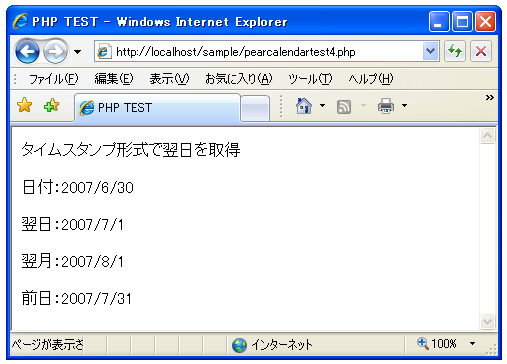 PHP TEST - Windows Internet Explorer
http://localhost/sample/pearcalendartest4.php
ファイル(F) 編集(E) 表示(V) お気に入り(A) ツール(T) ヘルプ(H)
PHP TEST
»
タイムスタンプ形式で翌日を取得
日付:2007/6/30
翌日:2007/7/1
翌月:2007/8/1
前日:2007/7/31
ページが表示さ インターネット 100%